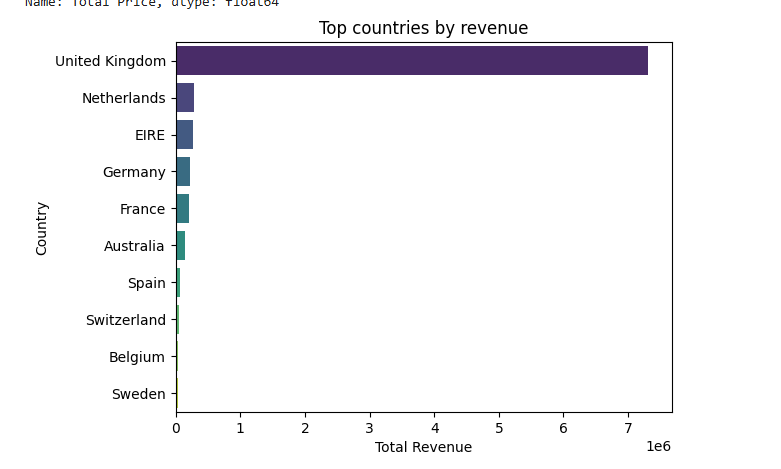 Name: Total Price, dtype: float64
Top countries by revenue
United Kingdom
Netherlands
EIRE
Germany
France
Australia
Spain
Switzerland
Belgium
Sweden
Country
0 1 2 3 4 5 6 7
1e6
Total Revenue